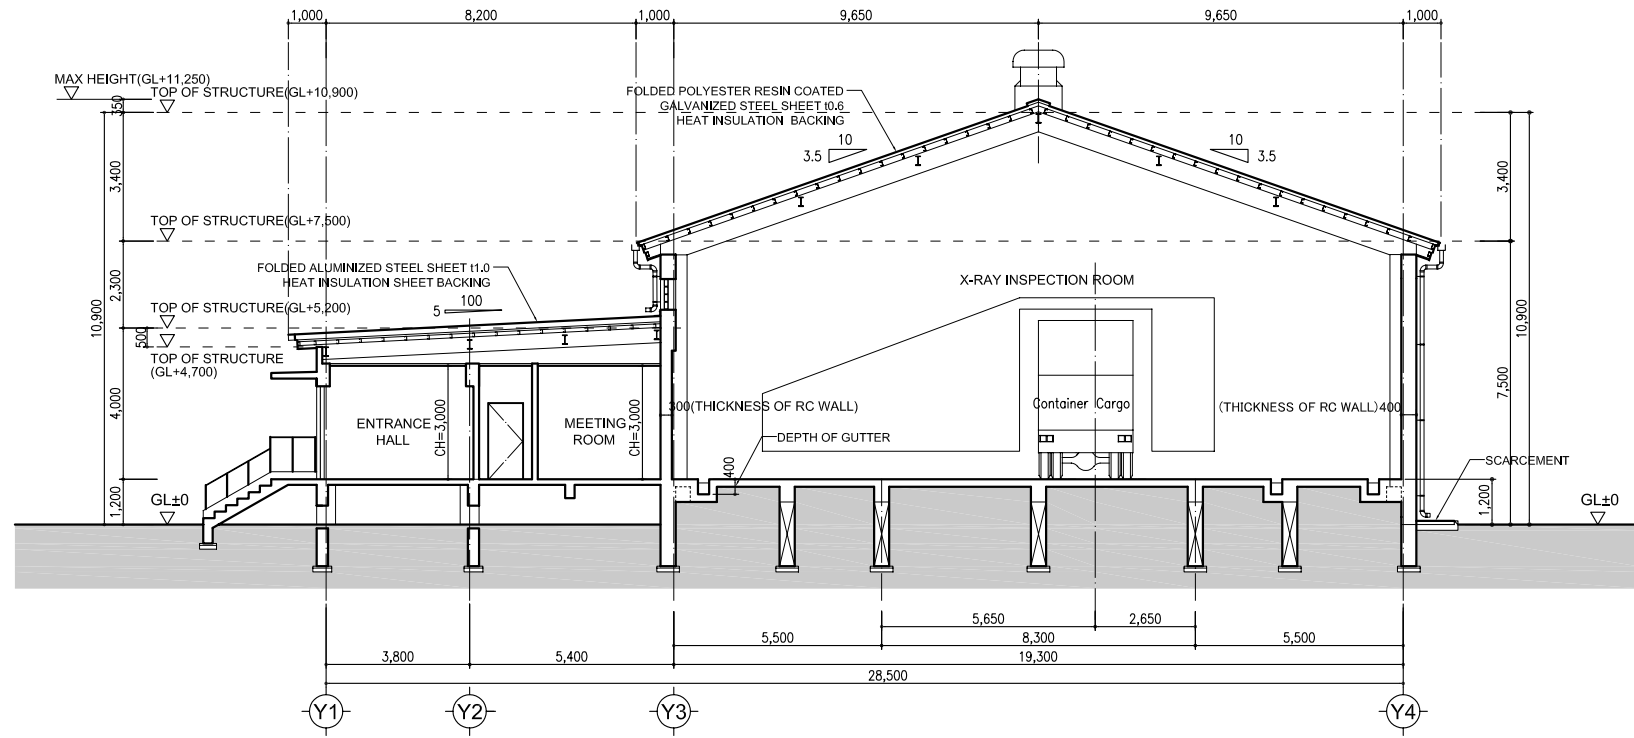 1,000
8,200
1,000
9,650
9,650
1,000
MAX HEIGHT(GL+11,250)
TOP OF STRUCTURE(GL+10,900)
350
FOLDED POLYESTER RESIN COATED
GALVANIZED STEEL SHEET t0.6
HEAT INSULATION BACKING
10
3.5
10
3.5
3,400
3,400
TOP OF STRUCTURE(GL+7,500)
FOLDED ALUMINIZED STEEL SHEET t1.0
HEAT INSULATION SHEET BACKING
X-RAY INSPECTION ROOM
2,300
10,900
TOP OF STRUCTURE(GL+5,200)
100
5
500
10,900
TOP OF STRUCTURE
(GL+4,700)
4,000
7,500
ENTRANCE
HALL
CH=3,000
MEETING
ROOM
CH=3,000
300(THICKNESS OF RC WALL)
Container Cargo
(THICKNESS OF RC WALL)400
DEPTH OF GUTTER
400
SCARCEMENT
1,200
GL±0
1,200
GL±0
5,650
2,650
5,500
8,300
5,500
3,800
5,400
19,300
28,500
Y1
Y2
Y3
Y4